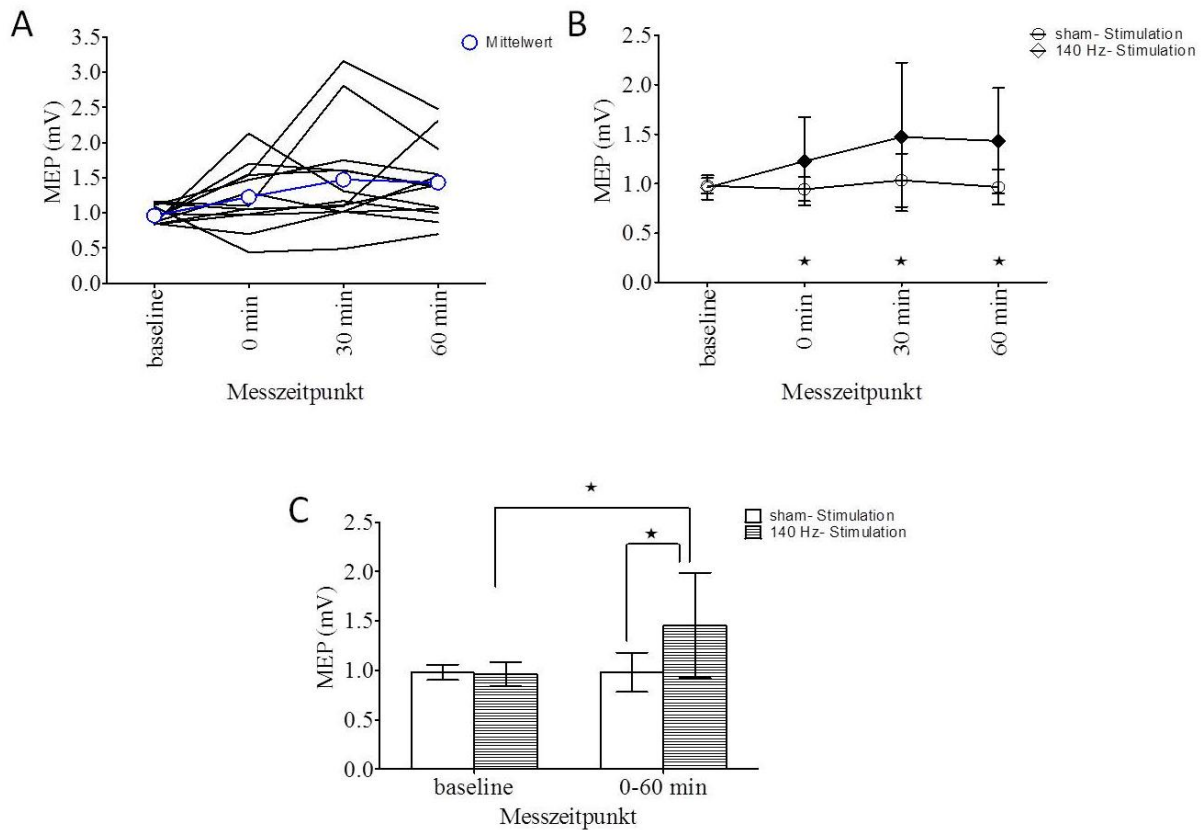 A
3.5
3.0
2.5
2.0
1.5
1.0
0.5
0.0
MEP (mV)
Mittelwert
baseline
0 min
30 min
60 min
Messzeitpunkt
B
2.5
2.0
1.5
1.0
0.5
0.0
MEP (mV)
sham- Stimulation
140 Hz- Stimulation
★ ★ ★
baseline
0 min
30 min
60 min
Messzeitpunkt
C
2.5
2.0
1.5
1.0
0.5
0.0
MEP (mV)
★
★
sham- Stimulation
140 Hz- Stimulation
baseline 0-60 min
Messzeitpunkt